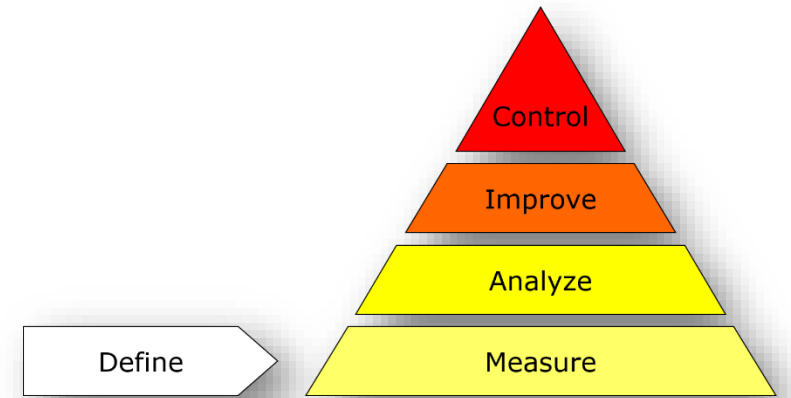 Control
Improve
Analyze
Define
Measure